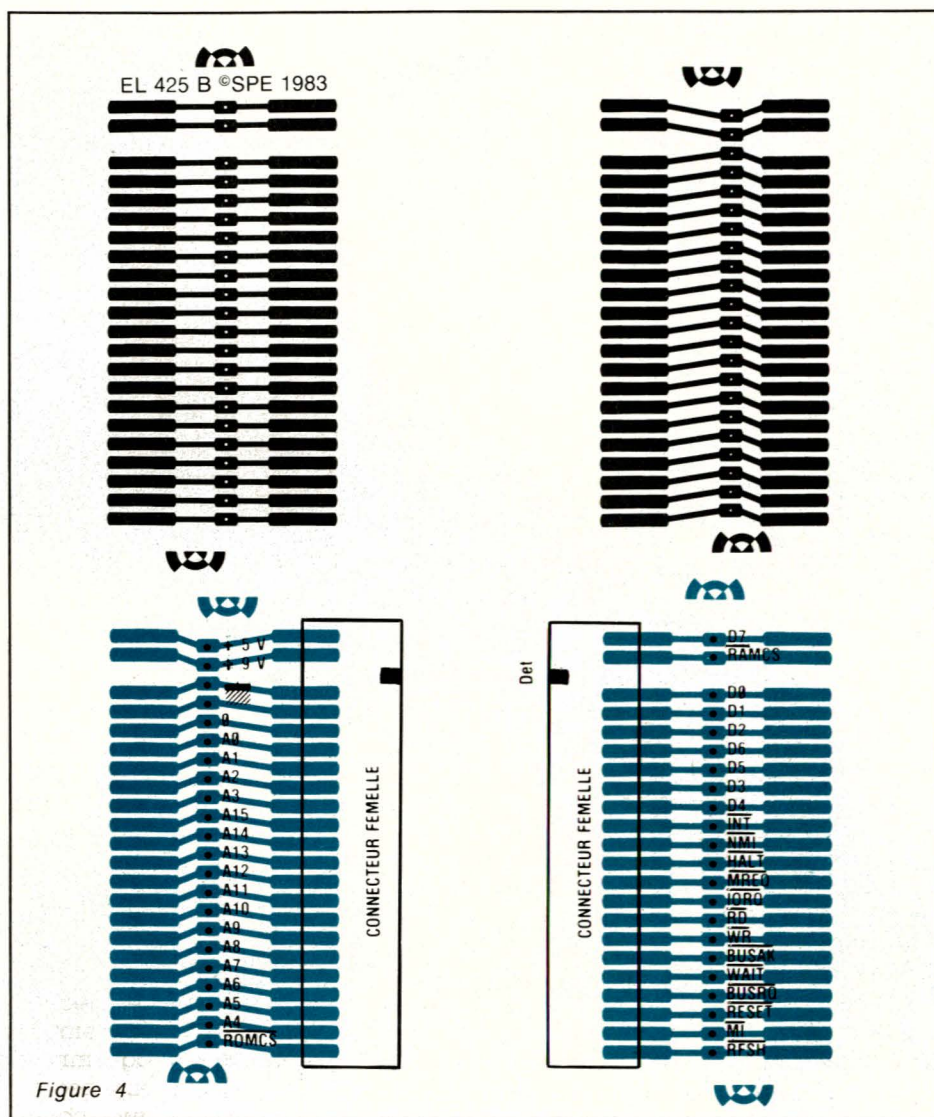 EL 425 B ©SPE 1983
+ 5 V
+ 9 V
0
A0
A1
A2
A3
A15
A14
A13
A12
A11
A10
A9
A8
A7
A6
A5
A4
ROMCS
CONNECTEUR FEMELLE
Det
CONNECTEUR FEMELLE
D7
RAMCS
D0
D1
D2
D6
D5
D3
D4
INT
NMI
HALT
MREQ
IORQ
RD
WR
BUSAK
WAIT
BUSRQ
RESET
MI
RFSH
Figure 4